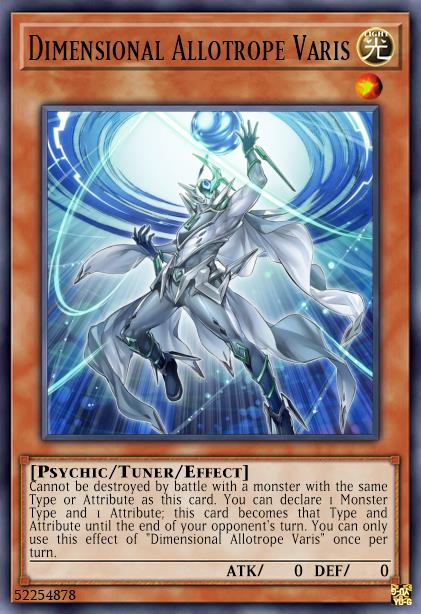 DIMENSIONAL ALLOTROPE VARIS
LIGHT
光
[PSYCHIC/TUNER/EFFECT]
Cannot be destroyed by battle with a monster with the same
Type or Attribute as this card. You can declare 1 Monster
Type and 1 Attribute; this card becomes that Type and
Attribute until the end of your opponent's turn. You can only
use this effect of "Dimensional Allotrope Varis" once per
turn.
ATK/ 0 DEF/ 0
52254878